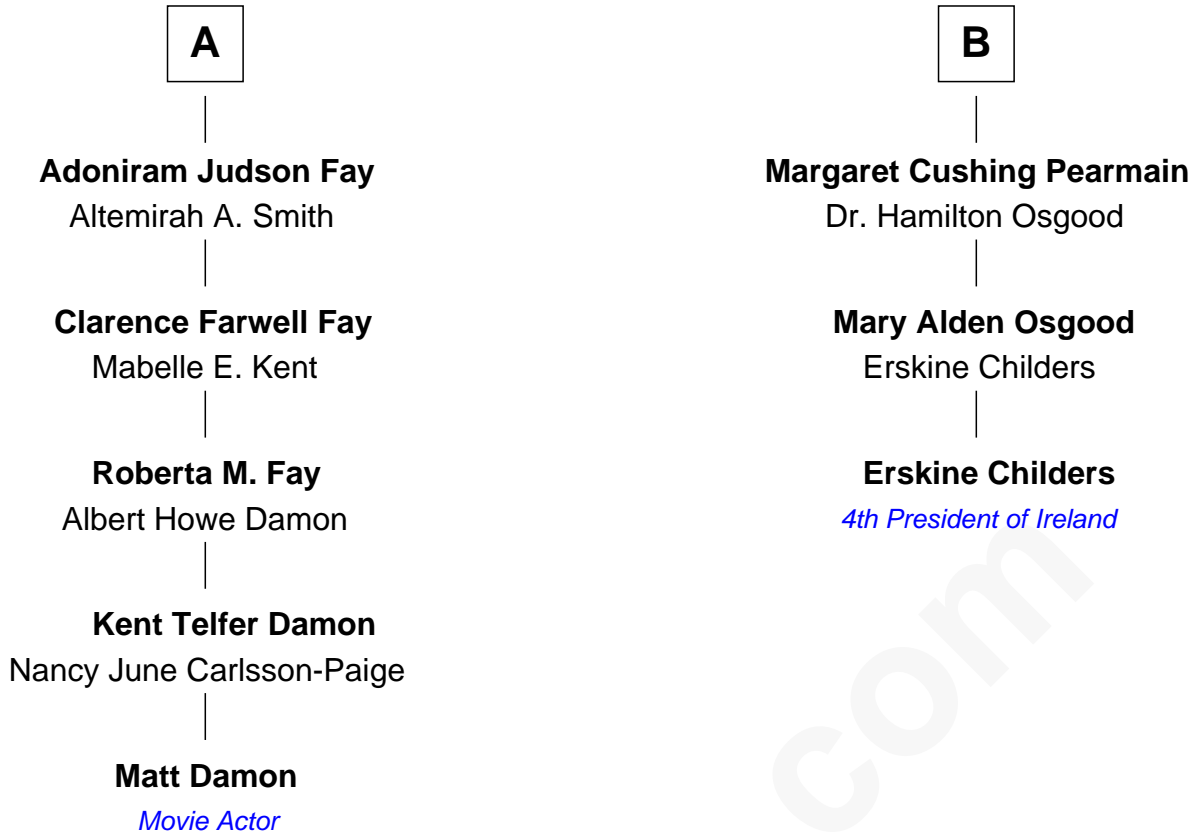 A
Adoniram Judson Fay
Altemirah A. Smith
Clarence Farwell Fay
Mabelle E. Kent
Roberta M. Fay
Albert Howe Damon
Kent Telfer Damon
Nancy June Carlsson-Paige
Matt Damon
Movie Actor
B
Margaret Cushing Pearmain
Dr. Hamilton Osgood
Mary Alden Osgood
Erskine Childers
Erskine Childers
4th President of Ireland
com